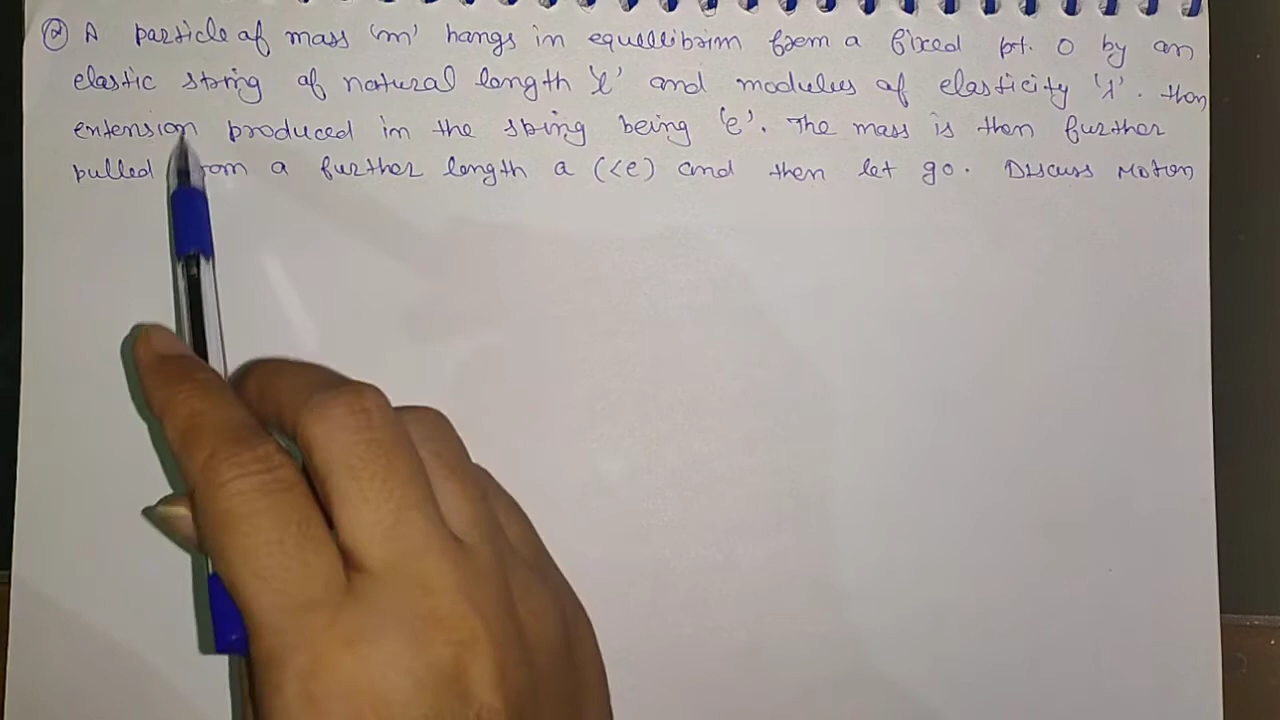 ② A particle of mass 'm' hangs in equellibrim from a fixed pt. O by an
elastic string of natural length 'l' and modulus of elasticity 'λ'. then
extension produced in the string being 'e'. The mass is then further
pulled a further length a (<e) and then let go. Discuss Motion